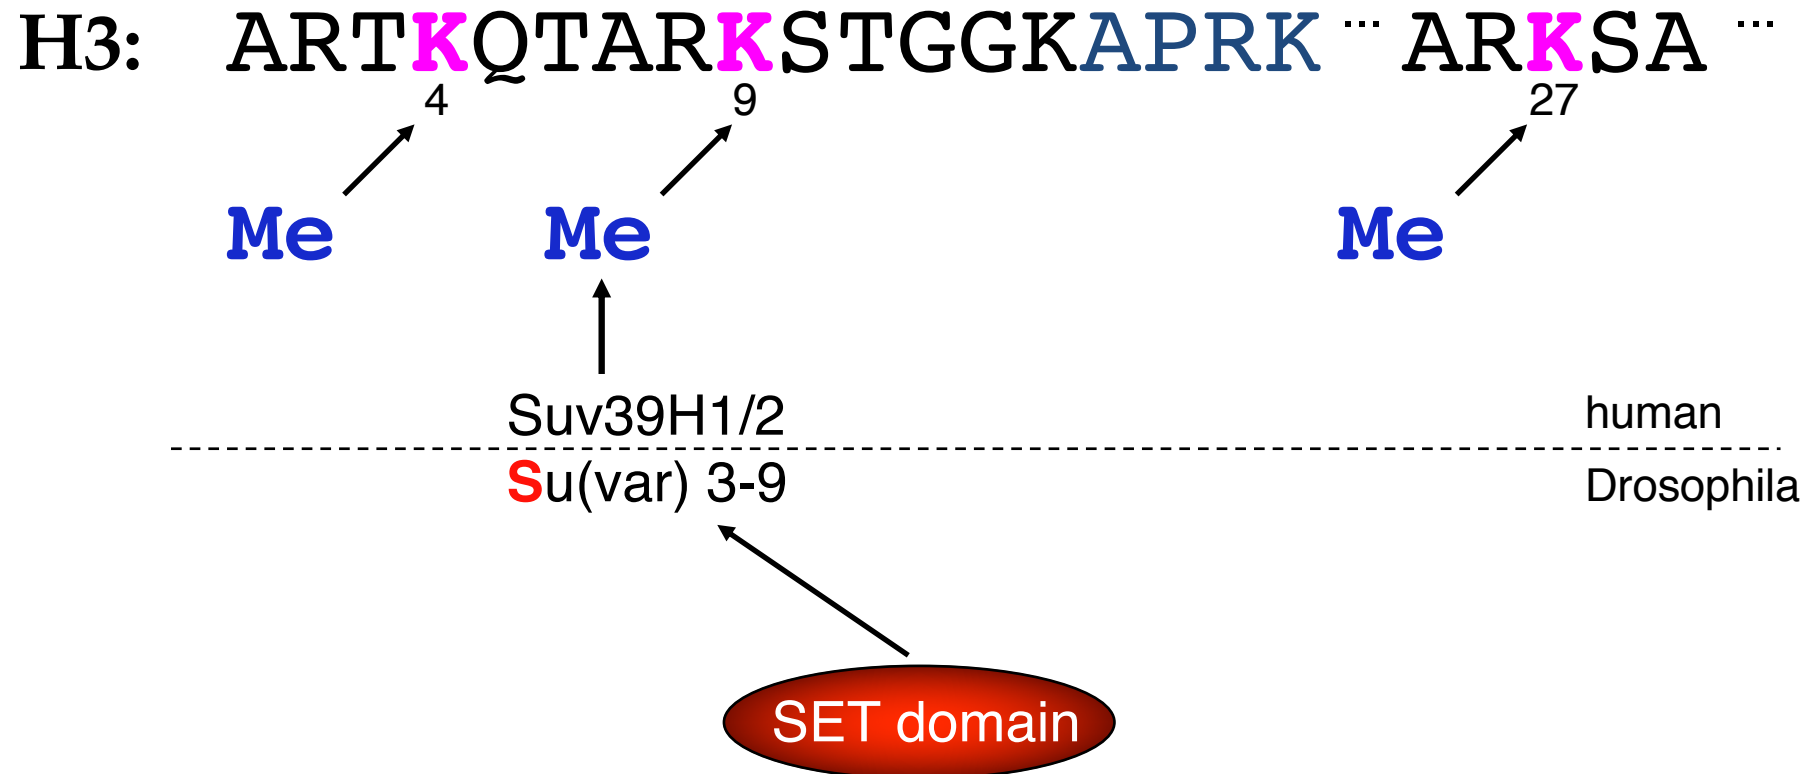 H3: ARTKQTARKSTGGKAPRK ... ARKSA ...
4 9 27
Me Me Me
Suv39H1/2 human
Su(var) 3-9 Drosophila
SET domain